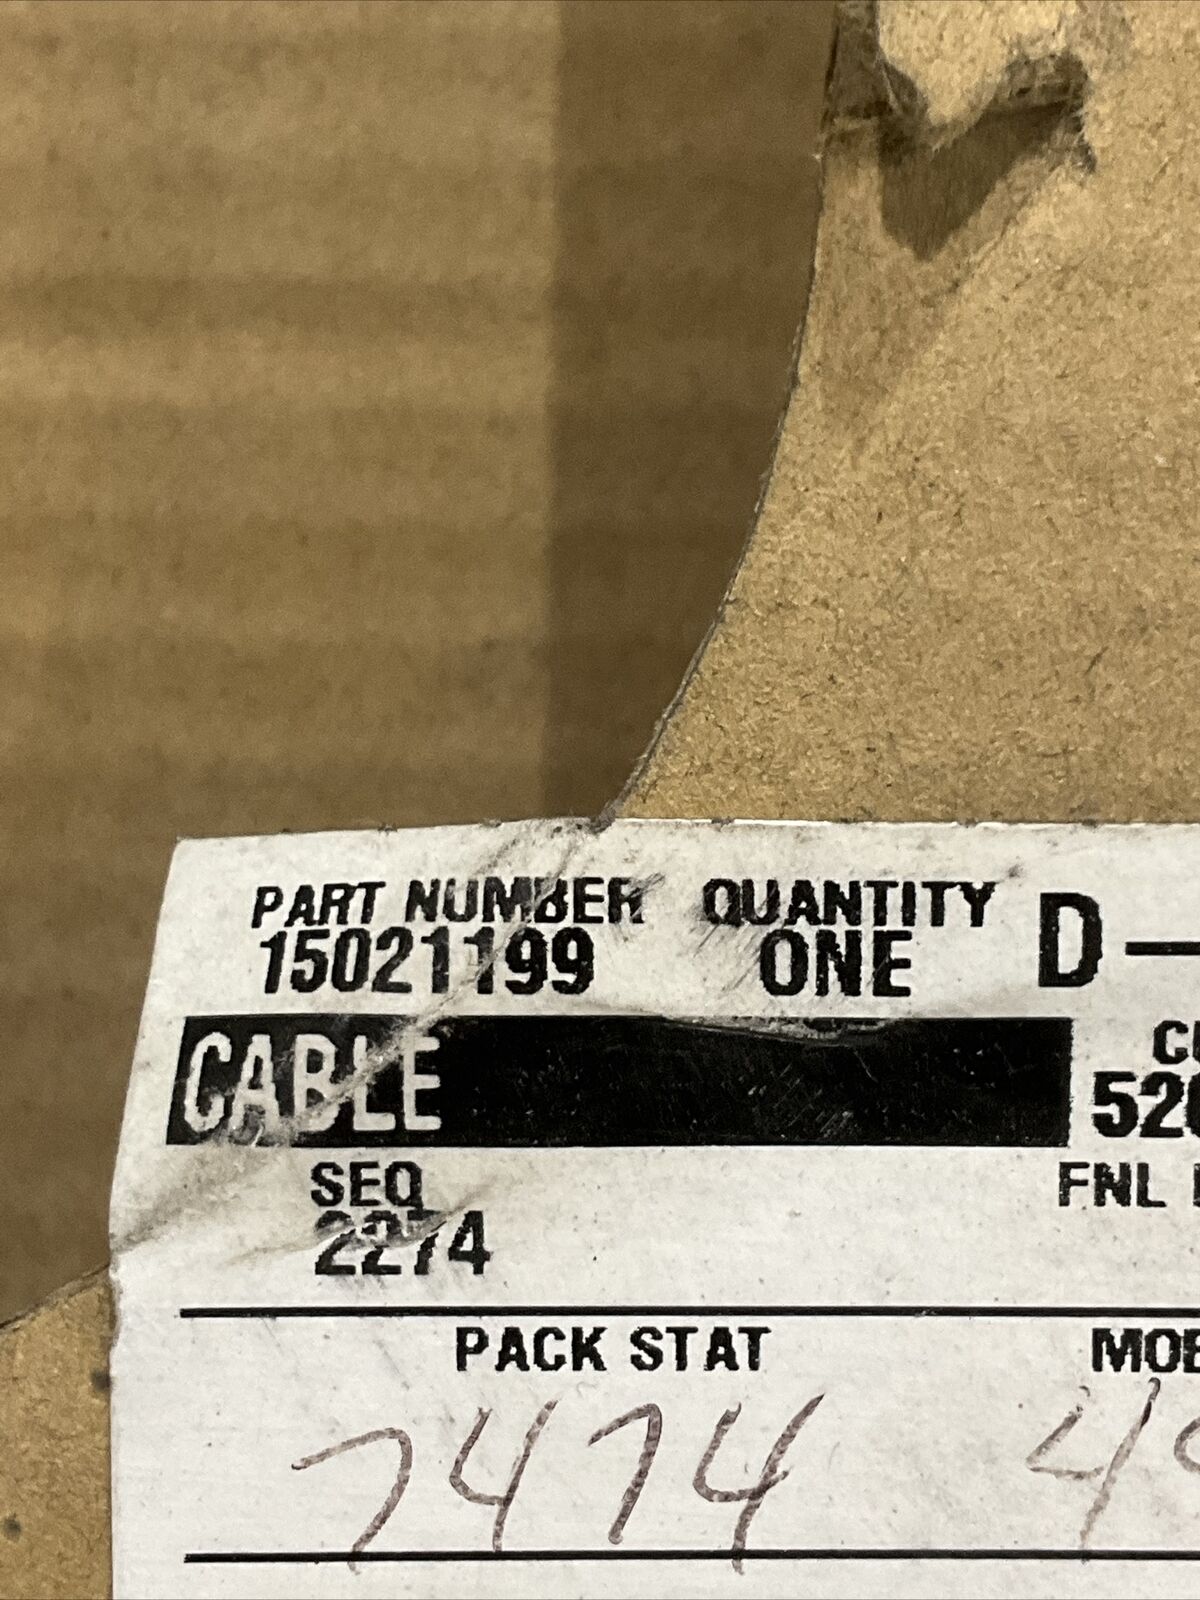 PART NUMBER QUANTITY D –
15021199 ONE
CABLE
SEQ FNL
2274
PACK STAT
7474